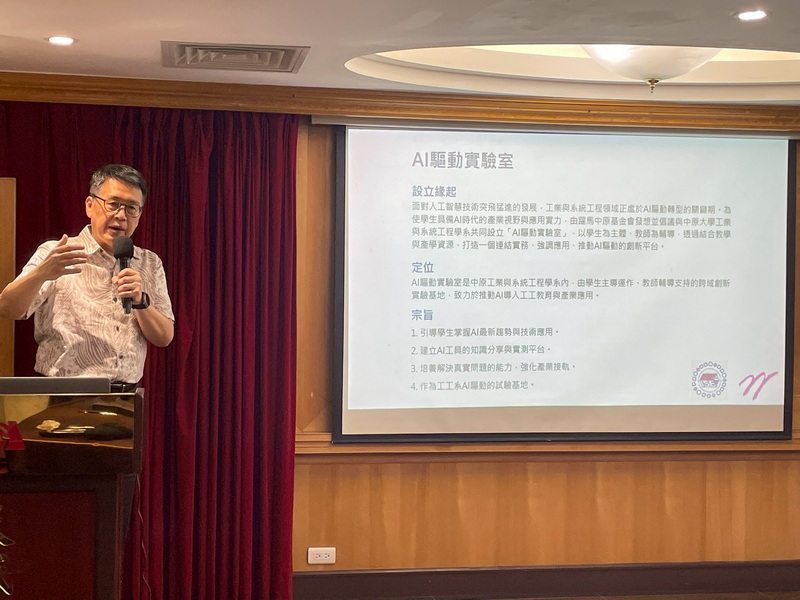 AI驅動實驗室
設立緣起
面對人工智慧技術突飛猛進的發展，工業與系統工程領域正處於AI驅動轉型的關鍵期。為
使學生具備AI時代的產業視野與應用實力，由躍馬中原基金會發想並倡議與中原大學工業
與系統工程學系共同設立「AI驅動實驗室」，以學生為主體、教師為輔導，透過結合教學
與產學資源，打造一個連結實務、強調應用、推動AI驅動的創新平台。
定位
AI驅動實驗室是中原工業與系統工程學系內，由學生主導運作、教師輔導支持的跨域創新
實驗基地，致力於推動AI導入工工教育與產業應用。
宗旨
1. 引導學生掌握AI最新趨勢與技術應用。
2. 建立AI工具的知識分享與實測平台。
3. 培養解決真實問題的能力，強化產業接軌。
4. 作為工工系AI驅動的試驗基地。